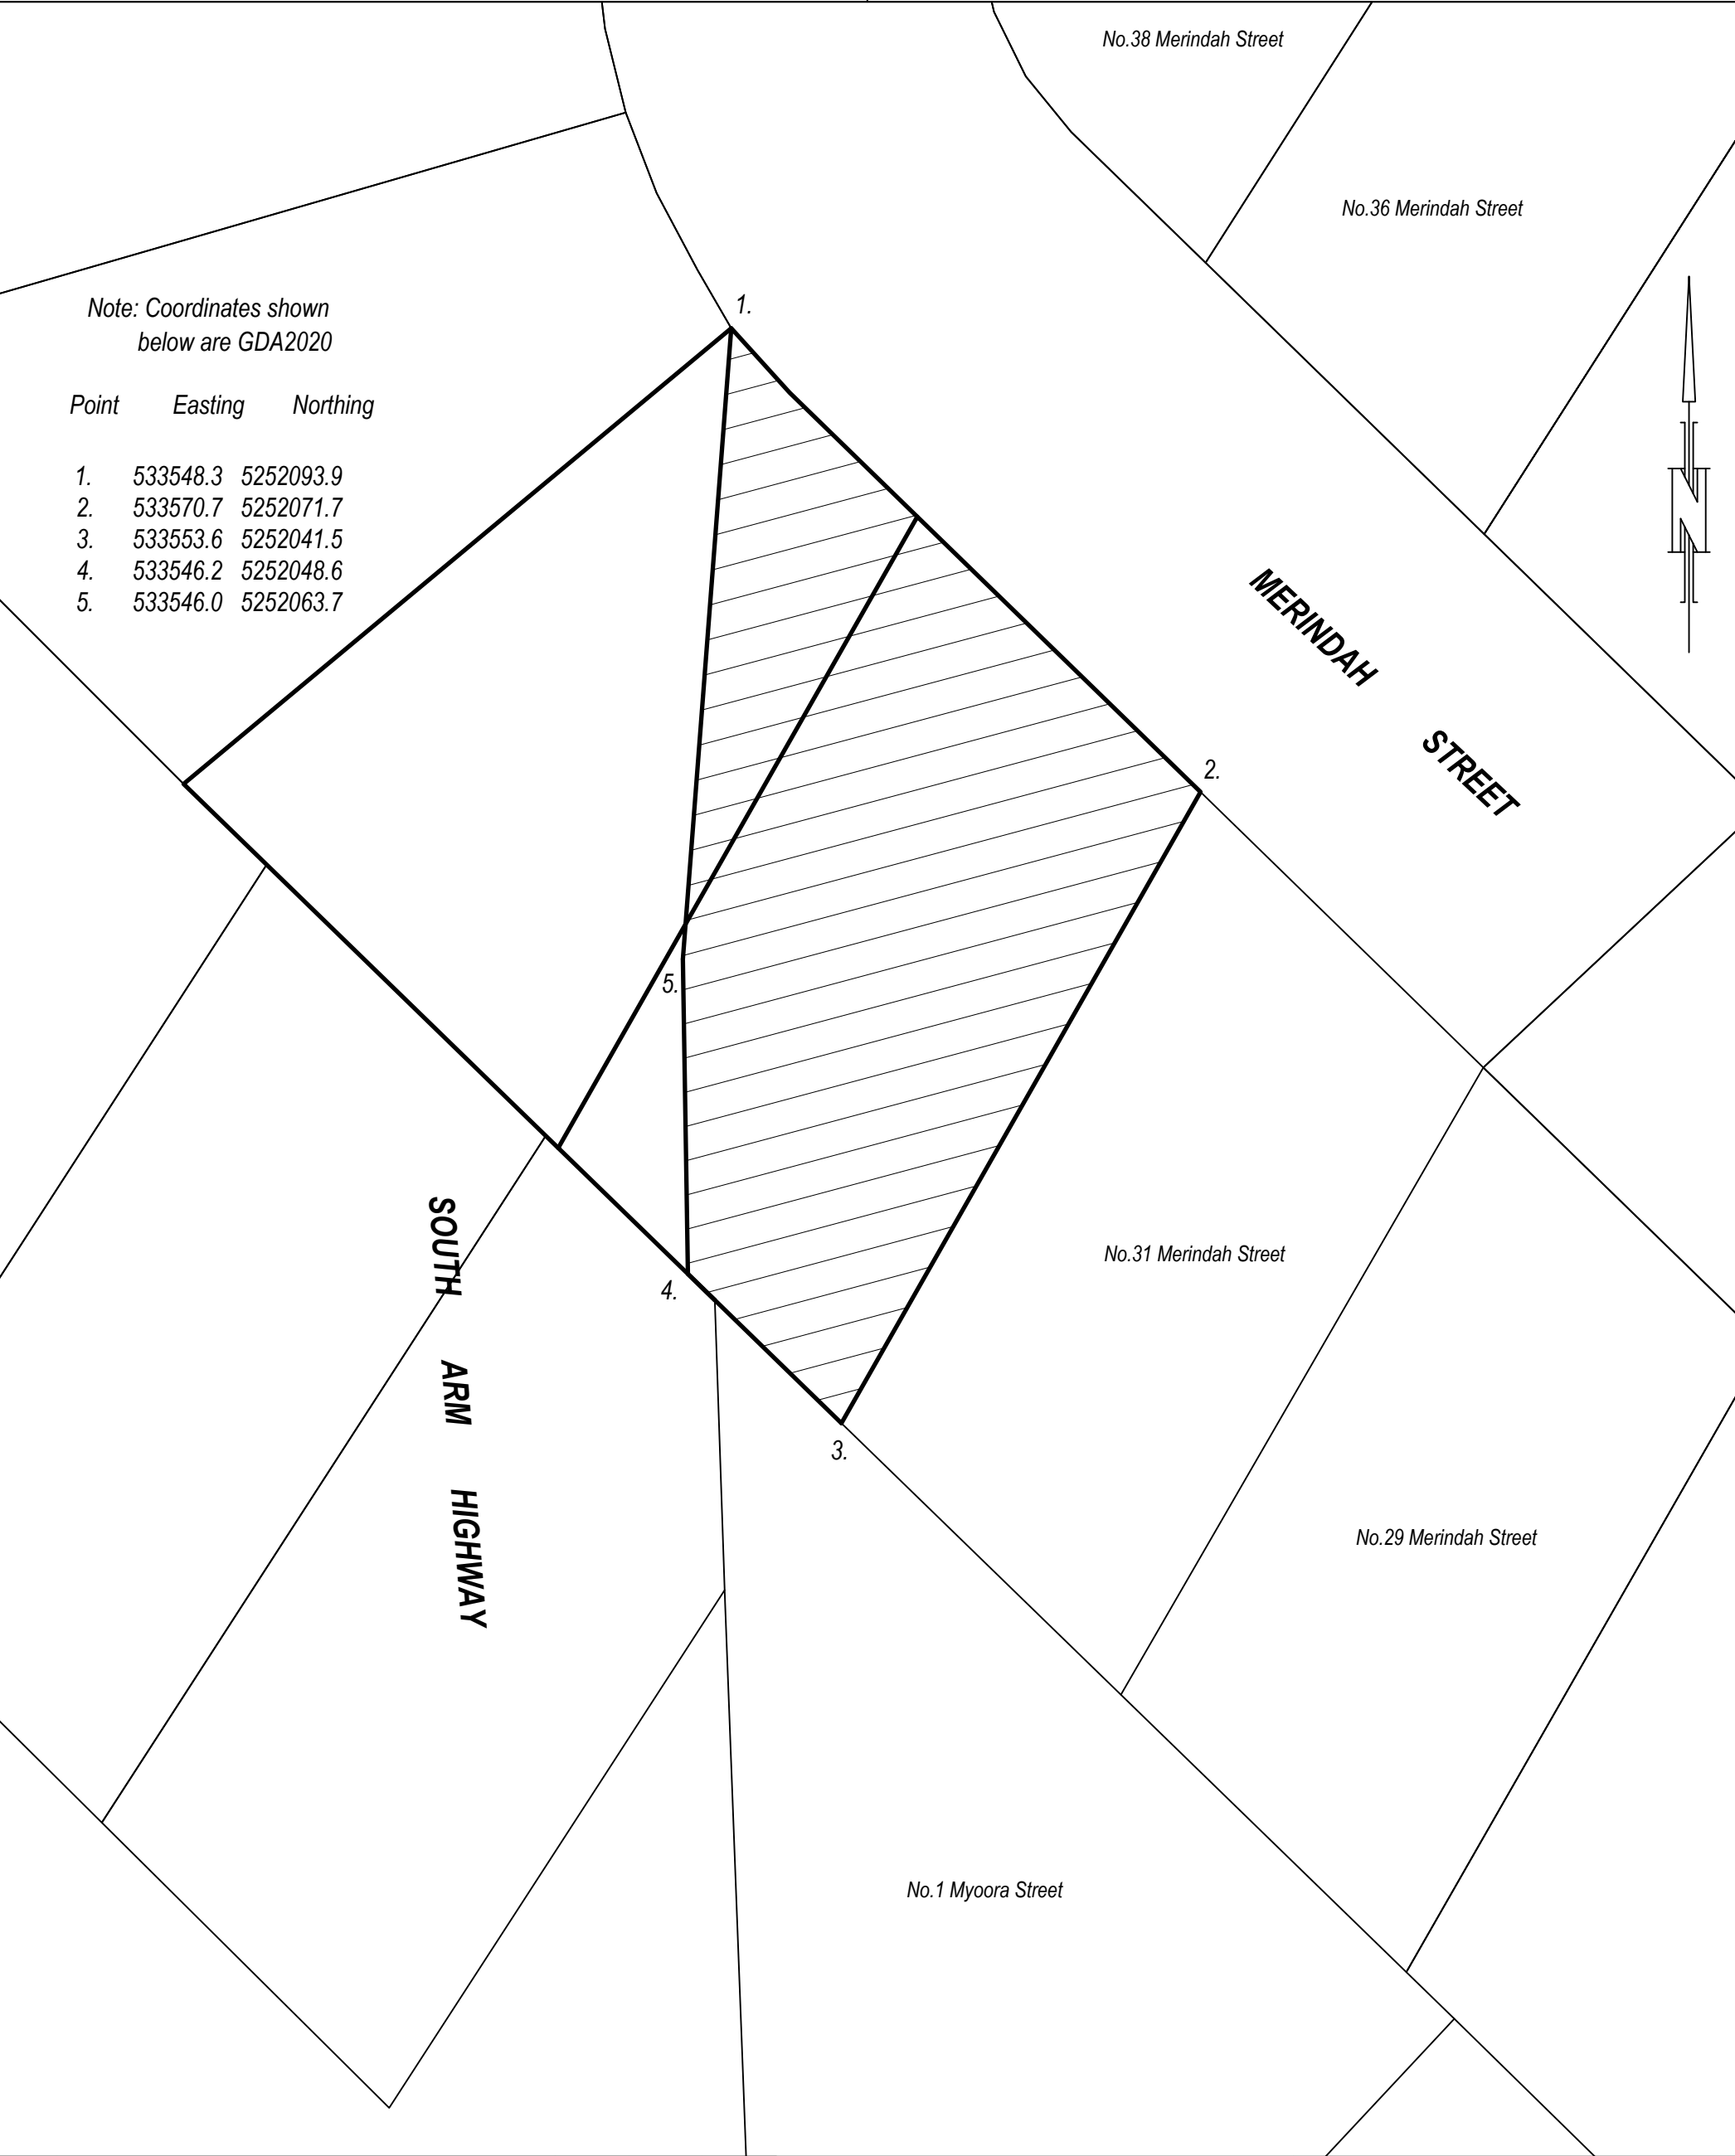 No.38 Merindah Street
No.36 Merindah Street
Note: Coordinates shown
below are GDA2020
Point Easting Northing
1. 533548.3 5252093.9
2. 533570.7 5252071.7
3. 533553.6 5252041.5
4. 533546.2 5252048.6
5. 533546.0 5252063.7
1.
N
MERINDAH
STREET
2.
5.
SOUTH
ARM
HIGHWAY
4.
No.31 Merindah Street
3.
No.29 Merindah Street
No.1 Myoora Street